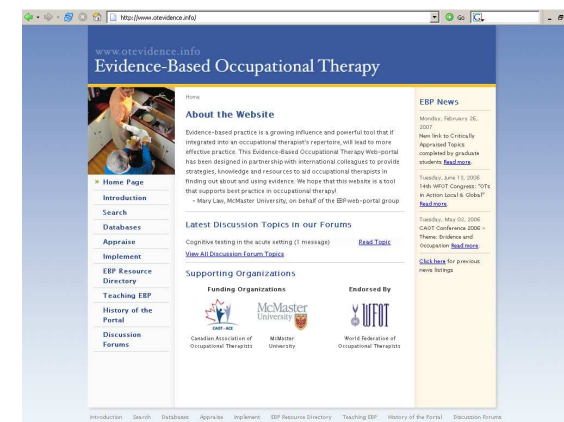 http://www.otevidence.info/
Go
www.otevidence.info
Evidence-Based Occupational Therapy
Home Page
Introduction
Search
Databases
Appraise
Implement
EBP Resource
Directory
Teaching EBP
History of the
Portal
Discussion
Forums
Home
About the Website
Evidence-based practice is a growing influence and powerful tool that if
integrated into an occupational therapist's repertoire, will lead to more
effective practice. This Evidence-Based Occupational Therapy Web-portal
has been designed in partnership with international colleagues to provide
strategies, knowledge and resources to aid occupational therapists in
finding out about and using evidence. We hope that this website is a tool
that supports best practice in occupational therapy!
- Mary Law, McMaster University, on behalf of the EBP web-portal group
Latest Discussion Topics in our Forums
Cognitive testing in the acute setting (1 message) Read Topic
View All Discussion Forum Topics
Supporting Organizations
Funding Organizations
Endorsed By
CAOT-ACE
McMaster
University
WFOT
Canadian Association of
Occupational Therapists
McMaster
University
World Federation of
Occupational Therapists
EBP News
Monday, February 26,
2007
New link to Critically
Appraised Topics
completed by graduate
students Read more.
Tuesday, June 13, 2006
14th WFOT Congress: "OTs
in Action Local & Global"
Read more.
Tuesday, May 02, 2006
CAOT Conference 2006 -
Theme: Evidence and
Occupation Read more.
Click here for previous
news listings
Introduction Search Databases Appraise Implement EBP Resource Directory Teaching EBP History of the Portal Discussion Forums